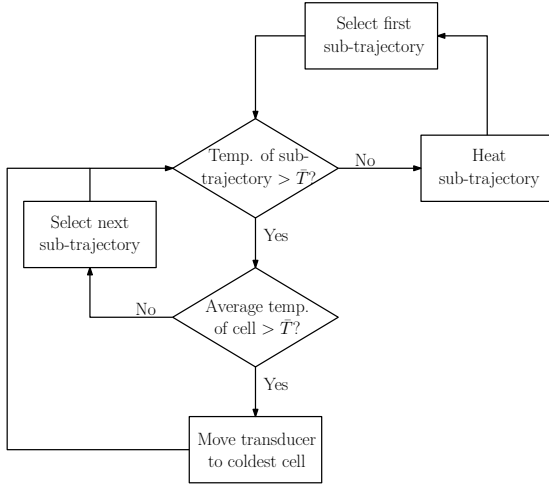 Select first
sub-trajectory
Temp. of sub-
trajectory > T̄?
No
Heat
sub-trajectory
Select next
sub-trajectory
Yes
Average temp.
of cell > T̄?
No
Yes
Move transducer
to coldest cell